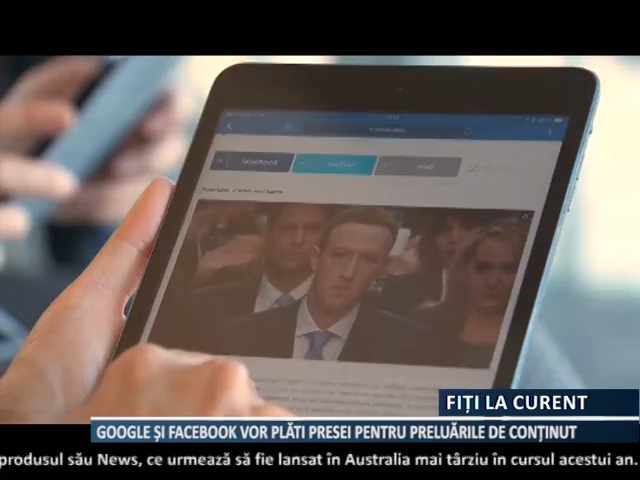 FIȚI LA CURENT
GOOGLE ȘI FACEBOOK VOR PLĂTI PRESEI PENTRU PRELUĂRILE DE CONȚINUT
produsul său News, ce urmează să fie lansat în Australia mai târziu în cursul acestui an.